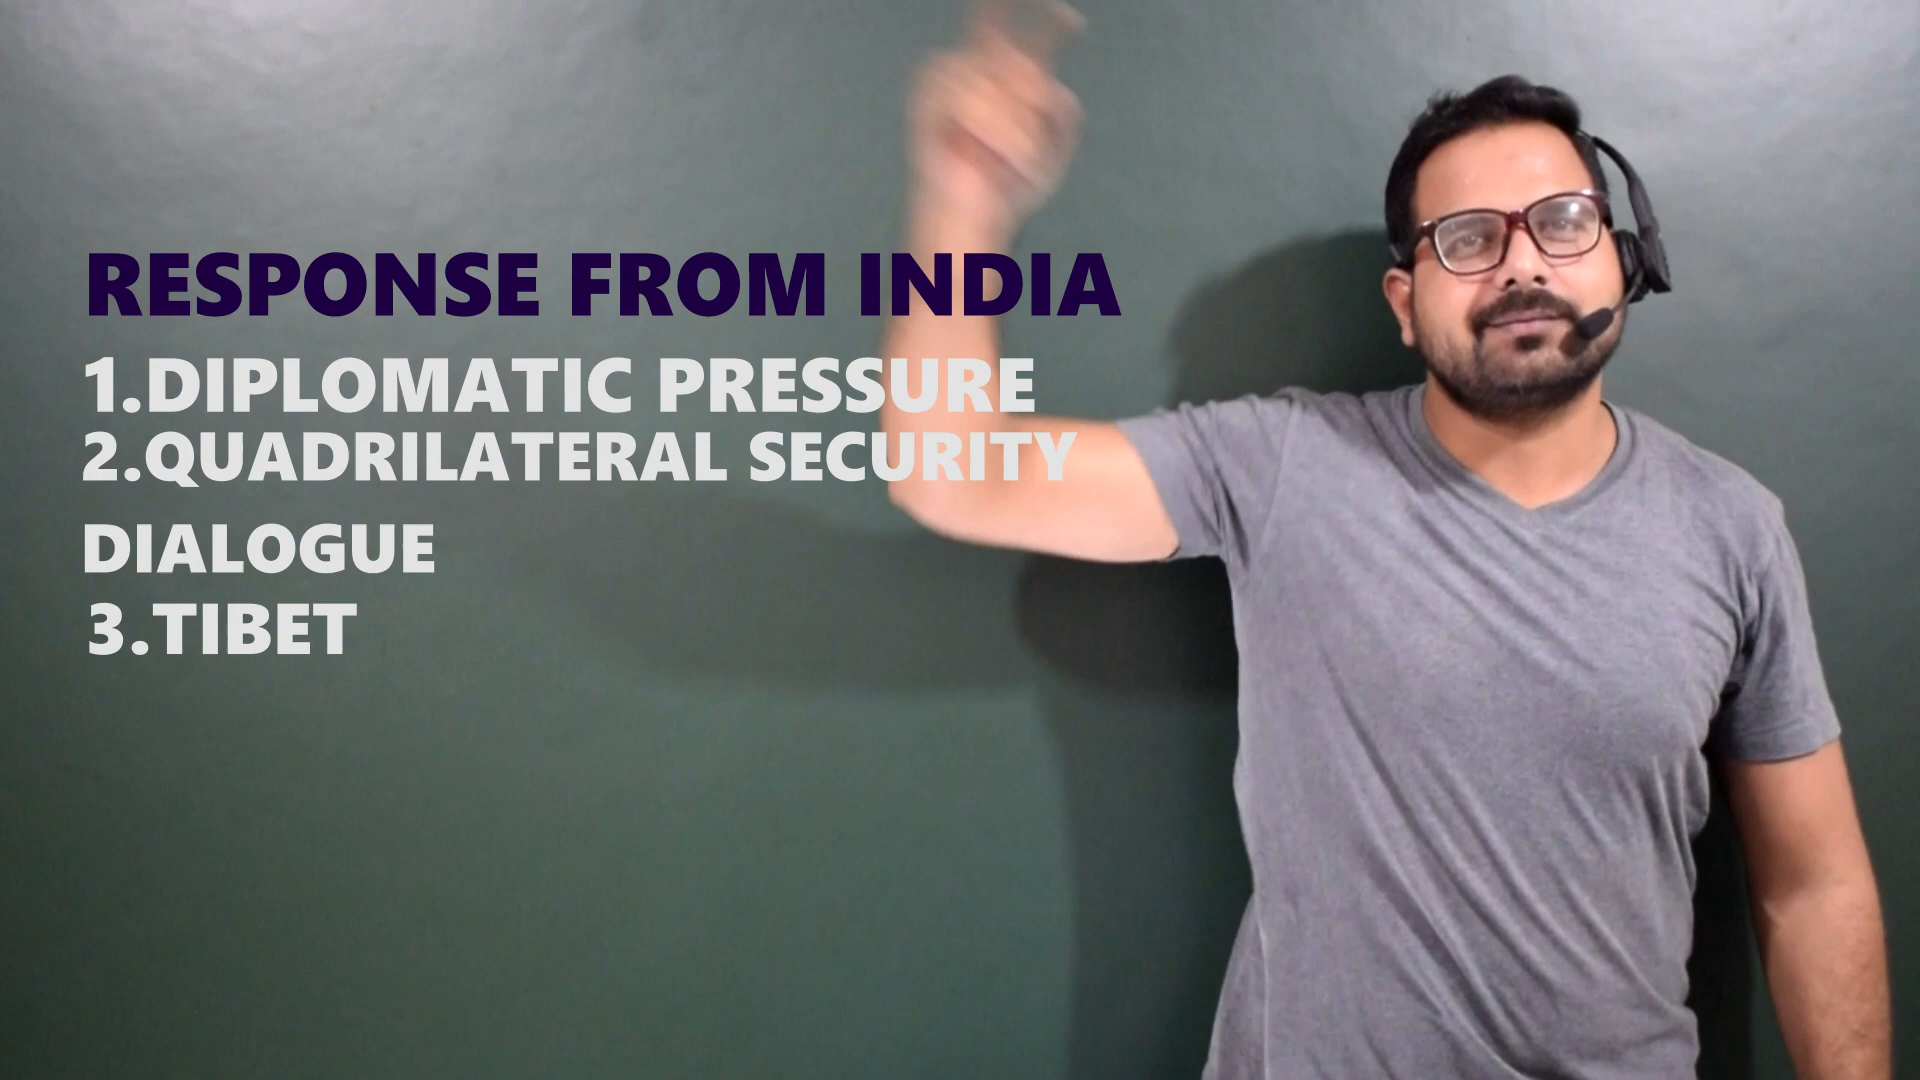 RESPONSE FROM INDIA
1.DIPLOMATIC PRESSURE
2.QUADRILATERAL SECURITY
DIALOGUE
3.TIBET